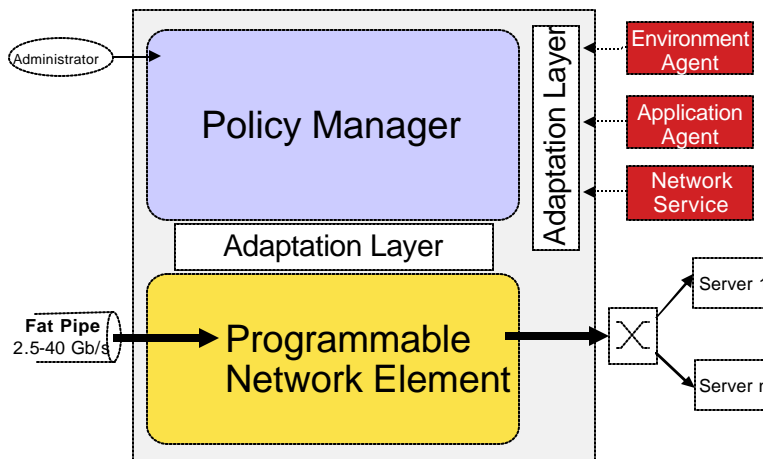 Administrator
Policy Manager
Adaptation Layer
Environment
Agent
Application
Agent
Network
Service
Adaptation Layer
Fat Pipe
2.5-40 Gb/s
Programmable
Network Element
Server 1
Server n